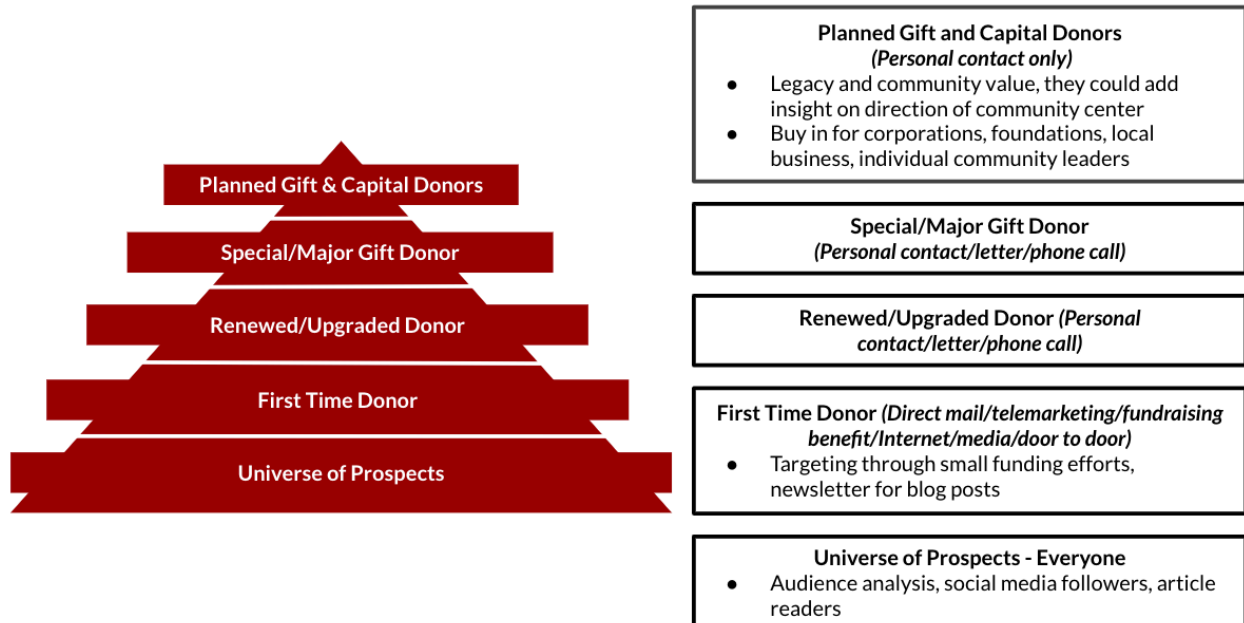 Planned Gift & Capital Donors
Special/Major Gift Donor
Renewed/Upgraded Donor
First Time Donor
Universe of Prospects
Planned Gift and Capital Donors
(Personal contact only)
● Legacy and community value, they could add
insight on direction of community center
● Buy in for corporations, foundations, local
business, individual community leaders
Special/Major Gift Donor
(Personal contact/letter/phone call)
Renewed/Upgraded Donor (Personal
contact/letter/phone call)
First Time Donor (Direct mail/telemarketing/fundraising
benefit/Internet/media/door to door)
● Targeting through small funding efforts,
newsletter for blog posts
Universe of Prospects - Everyone
● Audience analysis, social media followers, article
readers